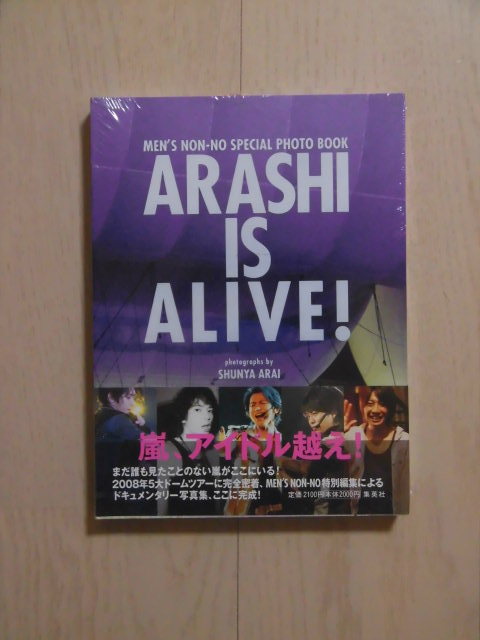 MEN'S NON-NO SPECIAL PHOTO BOOK
ARASHI
IS
ALIVE!
photographs by
SHUNYA ARAI
嵐、アイドル越え!
まだ誰も見たことのない嵐がここにいる!
2008年5大ドームツアーに完全密着、MEN'S NON-NO特別編集による
ドキュメンタリー写真集、ここに完成!
定価2100円本体2000円 集英社